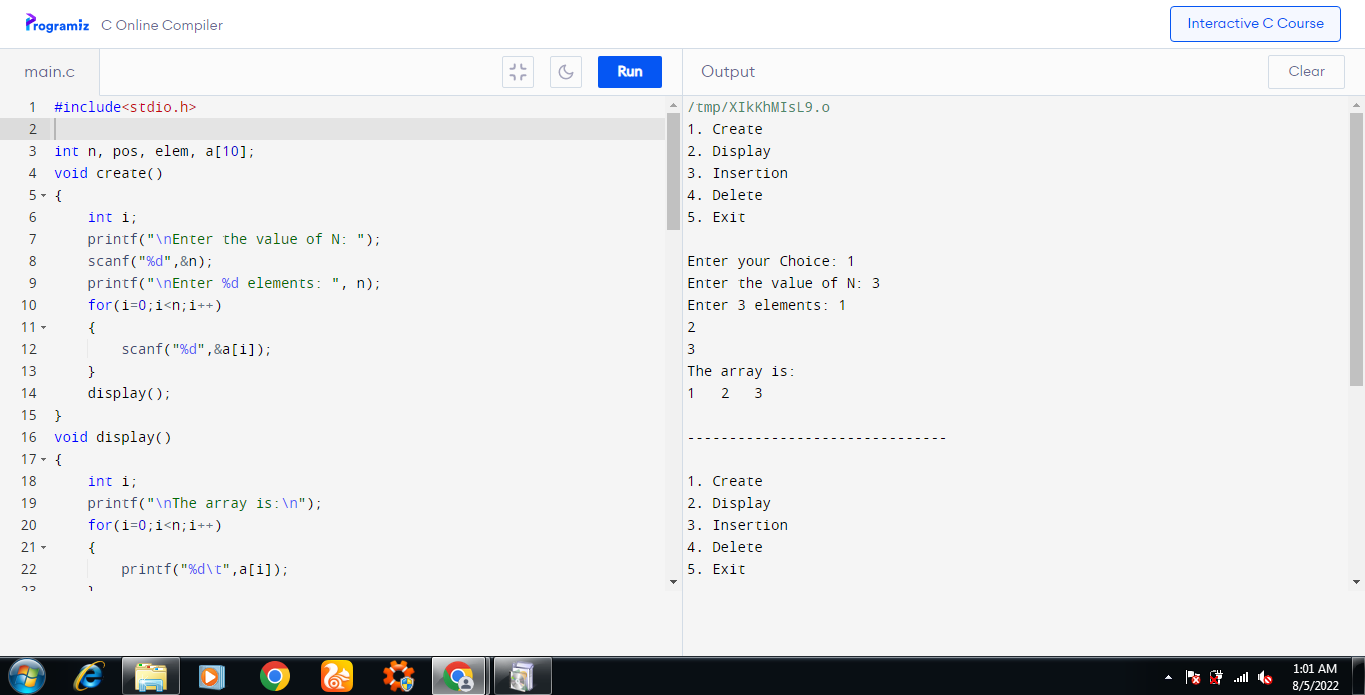 Programiz C Online Compiler
Interactive C Course
main.c
Run
Output
Clear
1 #include<stdio.h>
2
3 int n, pos, elem, a[10];
4 void create()
5 {
6 int i;
7 printf("\nEnter the value of N: ");
8 scanf("%d",&n);
9 printf("\nEnter %d elements: ", n);
10 for(i=0;i<n;i++)
11 {
12 scanf("%d",&a[i]);
13 }
14 display();
15 }
16 void display()
17 {
18 int i;
19 printf("\nThe array is:\n");
20 for(i=0;i<n;i++)
21 {
22 printf("%d\t",a[i]);
23 }
/tmp/XIkKhMIsL9.o
1. Create
2. Display
3. Insertion
4. Delete
5. Exit
Enter your Choice: 1
Enter the value of N: 3
Enter 3 elements: 1
2
3
The array is:
1 2 3
-------------------------------
1. Create
2. Display
3. Insertion
4. Delete
5. Exit
1:01 AM
8/5/2022